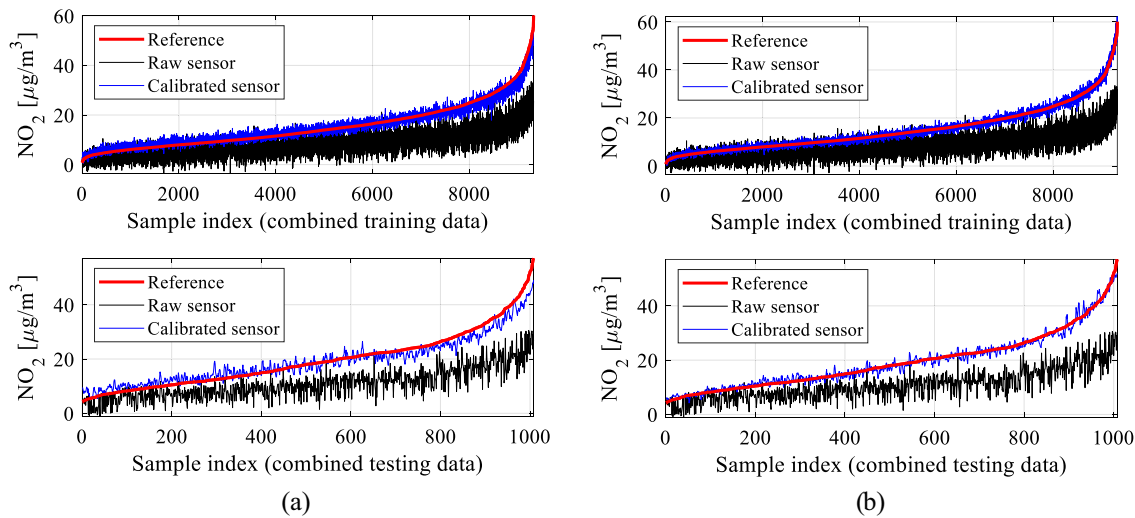 60
40
20
0
NO2 [µg/m3]
Reference
Raw sensor
Calibrated sensor
0 2000 4000 6000 8000
Sample index (combined training data)
60
40
20
0
NO2 [µg/m3]
Reference
Raw sensor
Calibrated sensor
0 2000 4000 6000 8000
Sample index (combined training data)
40
20
0
NO2 [µg/m3]
Reference
Raw sensor
Calibrated sensor
0 200 400 600 800 1000
Sample index (combined testing data)
(a)
40
20
0
NO2 [µg/m3]
Reference
Raw sensor
Calibrated sensor
0 200 400 600 800 1000
Sample index (combined testing data)
(b)